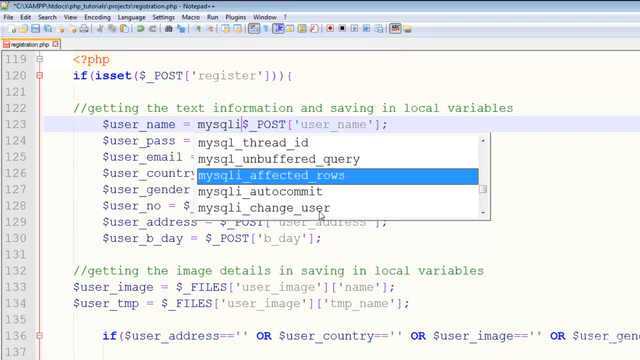 *C:\XAMPP\htdocs\php_tutorials\projects\registration.php - Notepad++
File Edit Search View Encoding Language Settings Macro Run Plugins Window ?
registration.php
119 <?php
120 if(isset($_POST['register'])){
121
122 //getting the text information and saving in local variables
123 $user_name = mysqli$_POST['user_name'];
124 $user_pass = mysql_thread_id
125 $user_email = mysql_unbuffered_query
126 $user_country mysqli_affected_rows
127 $user_gender mysqli_autocommit
128 $user_no = mysqli_change_user
129 $user_address = $_POST['user_address'];
130 $user_b_day = $_POST['b_day'];
131
132 //getting the image details in saving in local variables
133 $user_image = $_FILES['user_image']['name'];
134 $user_tmp = $_FILES['user_image']['tmp_name'];
135
136 if($user_address=='' OR $user_country=='' OR $user_image=='' OR $user_gen
137